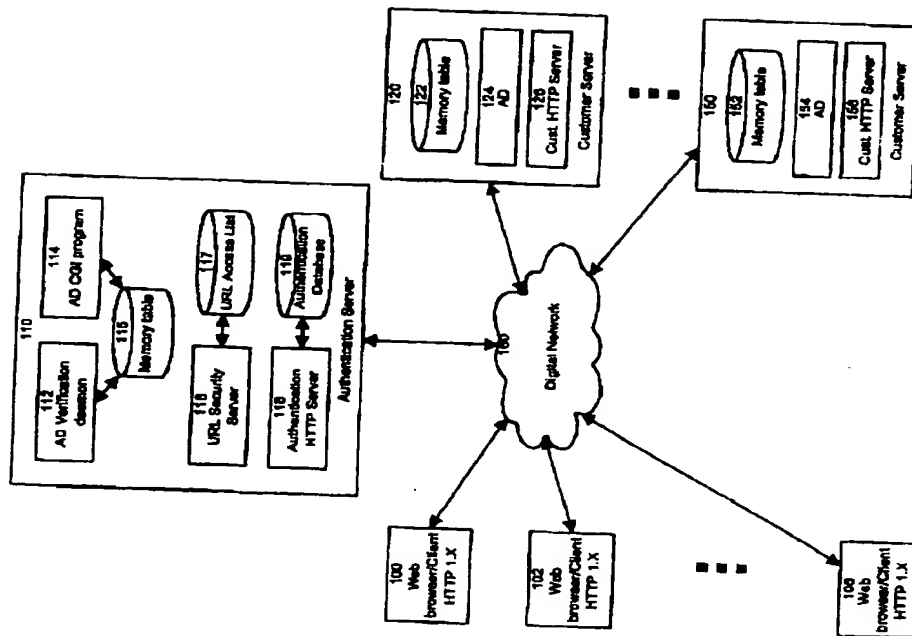 110
112
AD Verification
daemon
114
AD CGI program
115
Memory table
116
URL Security
Server
117
URL Access List
118
Authentication
HTTP Server
119
Authentication
Database
Authentication Server
120
122
Memory table
124
AD
126
Cust. HTTP Server
Customer Server
150
152
Memory table
154
AD
156
Cust. HTTP Server
Customer Server
160
Digital Network
100
Web
browser/Client
HTTP 1.X
102
Web
browser/Client
HTTP 1.X
106
Web
browser/Client
HTTP 1.X